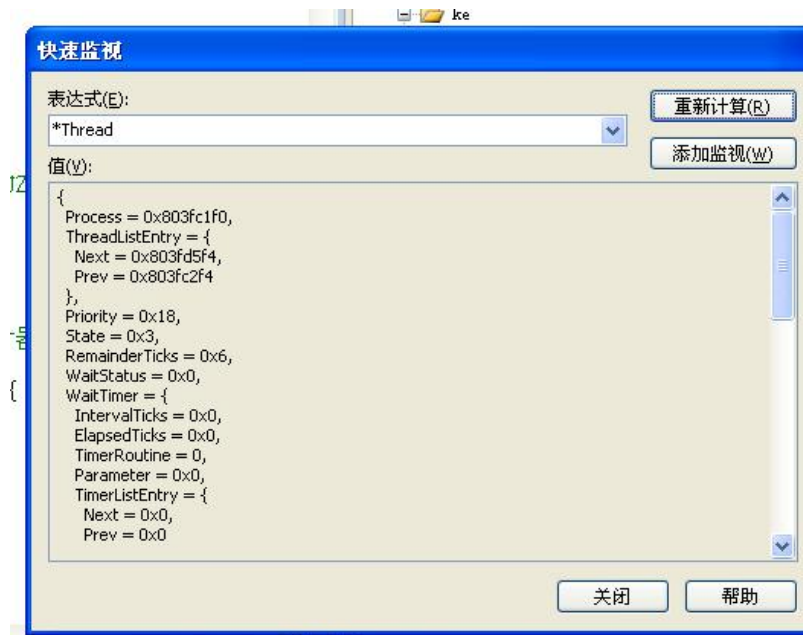 ke
快速监视
表达式(E):
*Thread
重新计算(R)
添加监视(W)
值(V):
{
Process = 0x803fc1f0,
ThreadListEntry = {
Next = 0x803fd5f4,
Prev = 0x803fc2f4
},
Priority = 0x18,
State = 0x3,
RemainderTicks = 0x6,
WaitStatus = 0x0,
WaitTimer = {
IntervalTicks = 0x0,
ElapsedTicks = 0x0,
TimerRoutine = 0,
Parameter = 0x0,
TimerListEntry = {
Next = 0x0,
Prev = 0x0
{
关闭
帮助